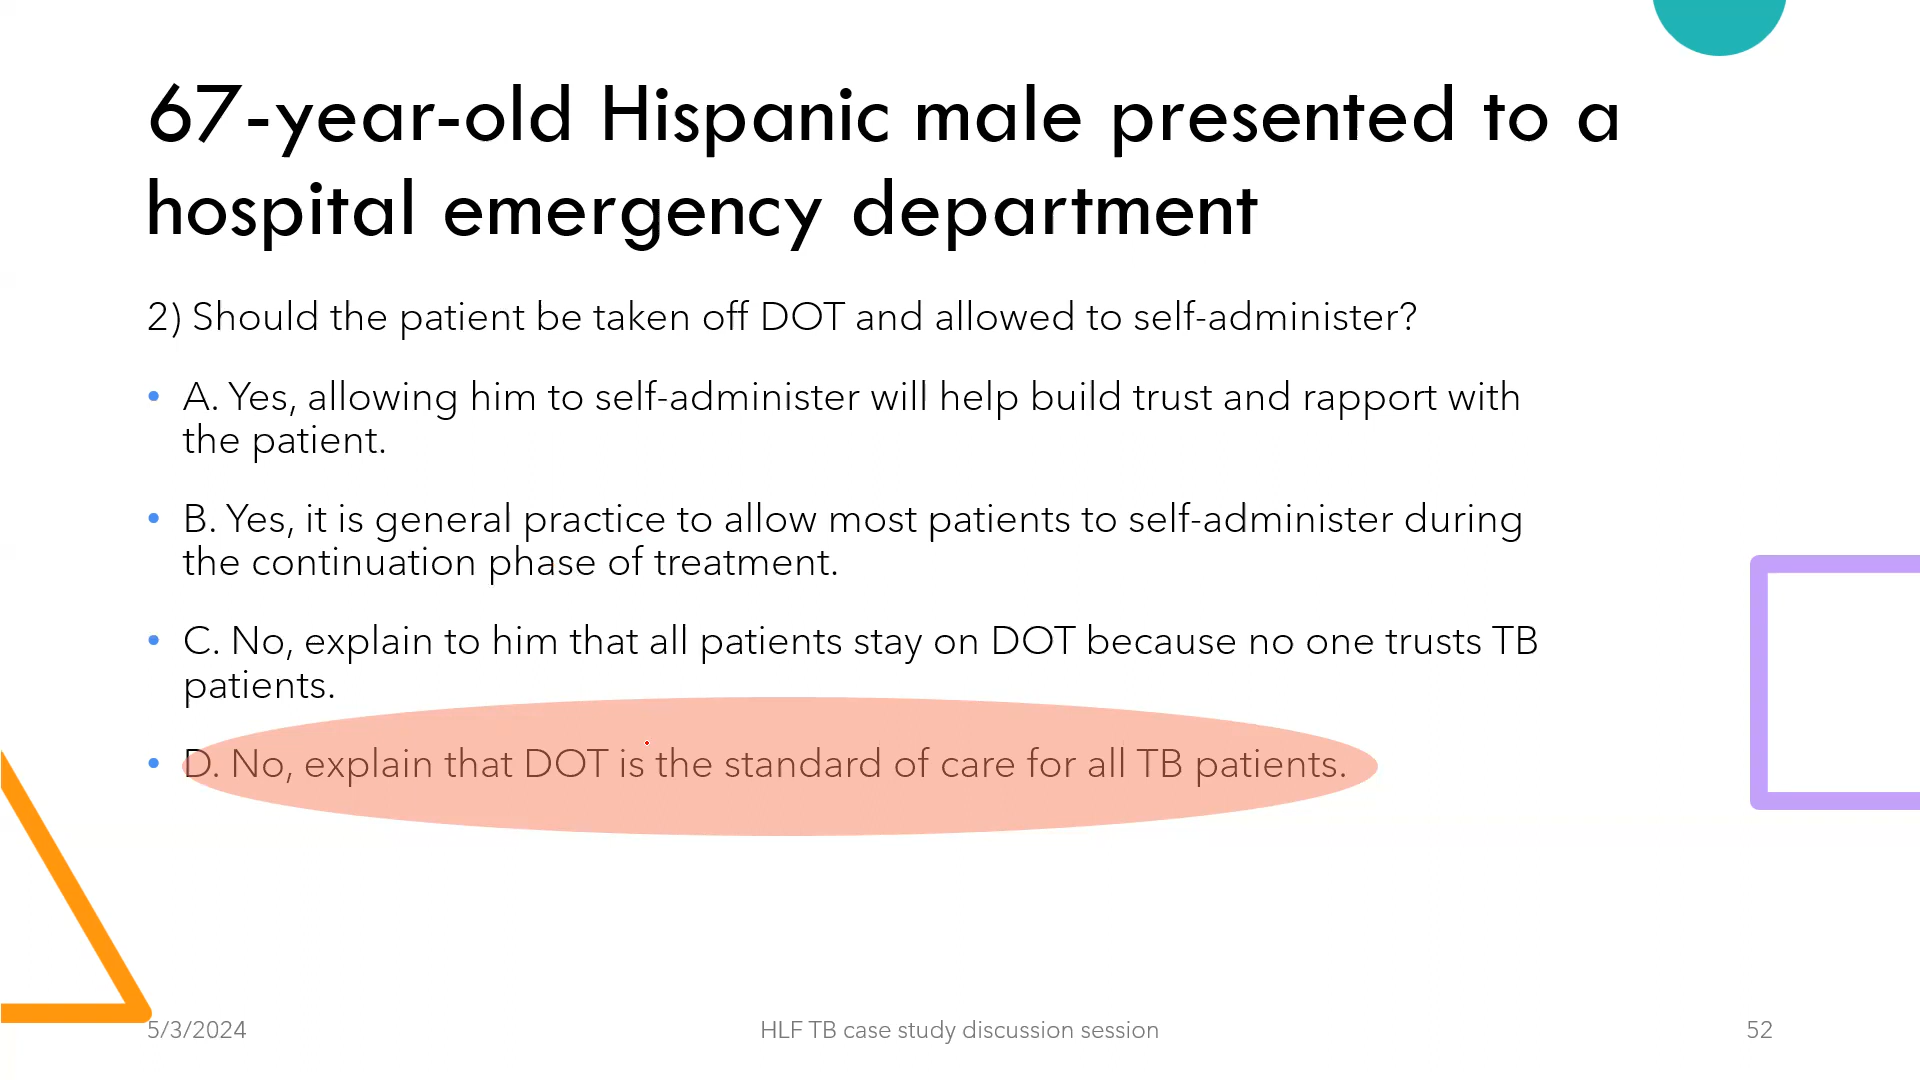 67-year-old Hispanic male presented to a
hospital emergency department
2) Should the patient be taken off DOT and allowed to self-administer?
• A. Yes, allowing him to self-administer will help build trust and rapport with
the patient.
• B. Yes, it is general practice to allow most patients to self-administer during
the continuation phase of treatment.
• C. No, explain to him that all patients stay on DOT because no one trusts TB
patients.
• D. No, explain that DOT is the standard of care for all TB patients.
5/3/2024
HLF TB case study discussion session
52